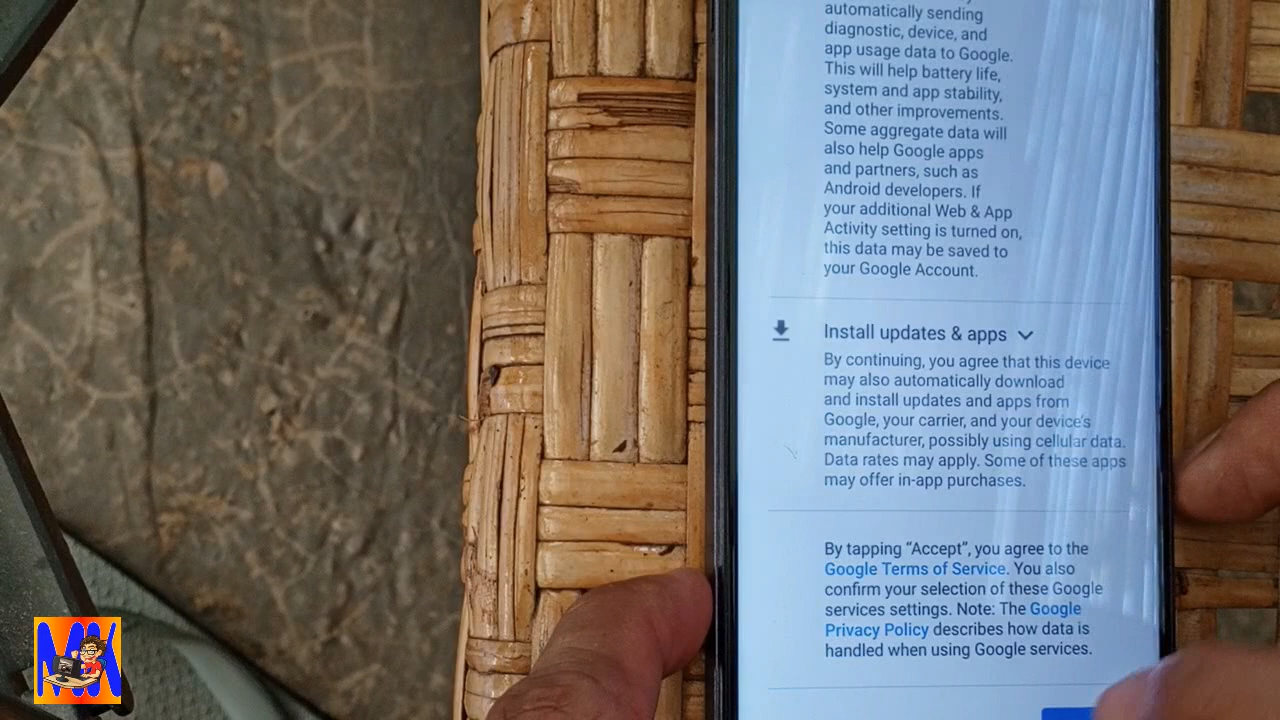 automatically sending
diagnostic, device, and
app usage data to Google.
This will help battery life,
system and app stability,
and other improvements.
Some aggregate data will
also help Google apps
and partners, such as
Android developers. If
your additional Web & App
Activity setting is turned on,
this data may be saved to
your Google Account.
Install updates & apps
By continuing, you agree that this device
may also automatically download
and install updates and apps from
Google, your carrier, and your device's
manufacturer, possibly using cellular data.
Data rates may apply. Some of these apps
may offer in-app purchases.
By tapping “Accept”, you agree to the
Google Terms of Service. You also
confirm your selection of these Google
services settings. Note: The Google
Privacy Policy describes how data is
handled when using Google services.